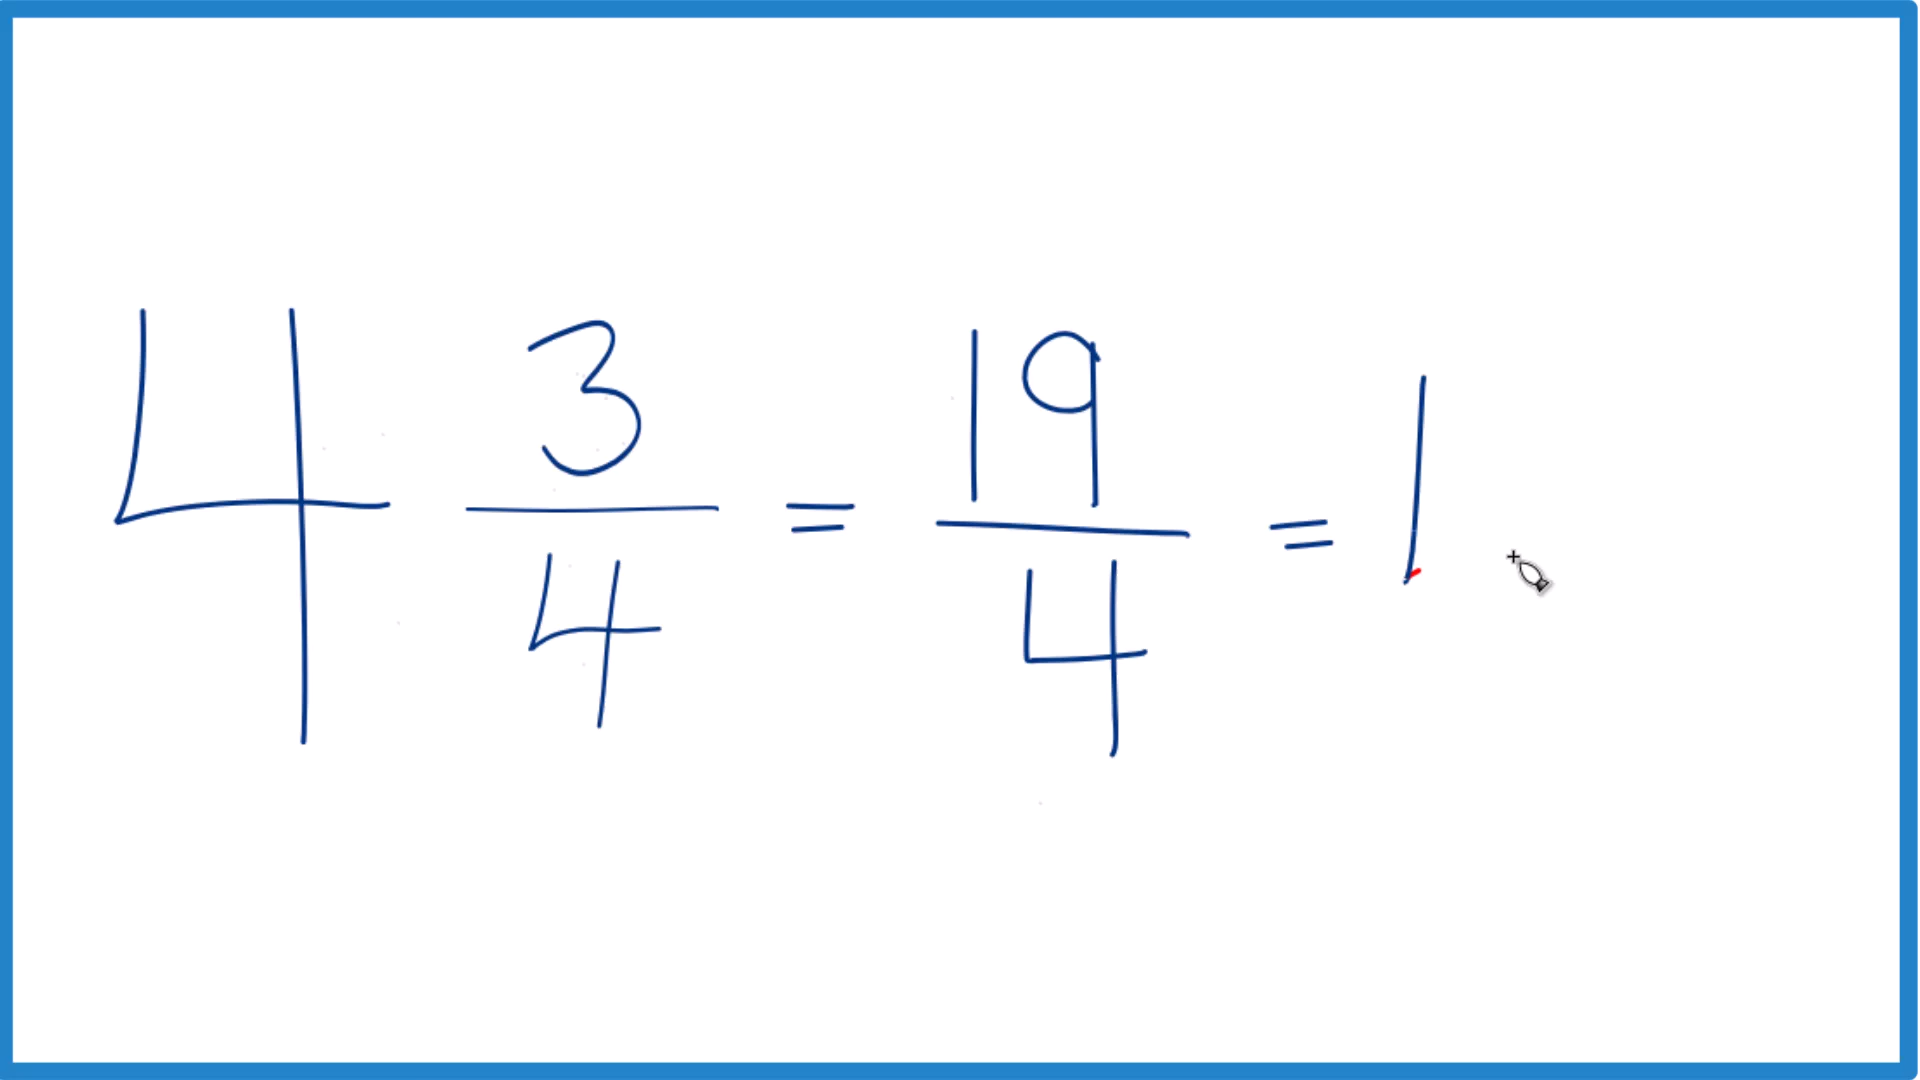 4 3/4 = 19/4 = 1